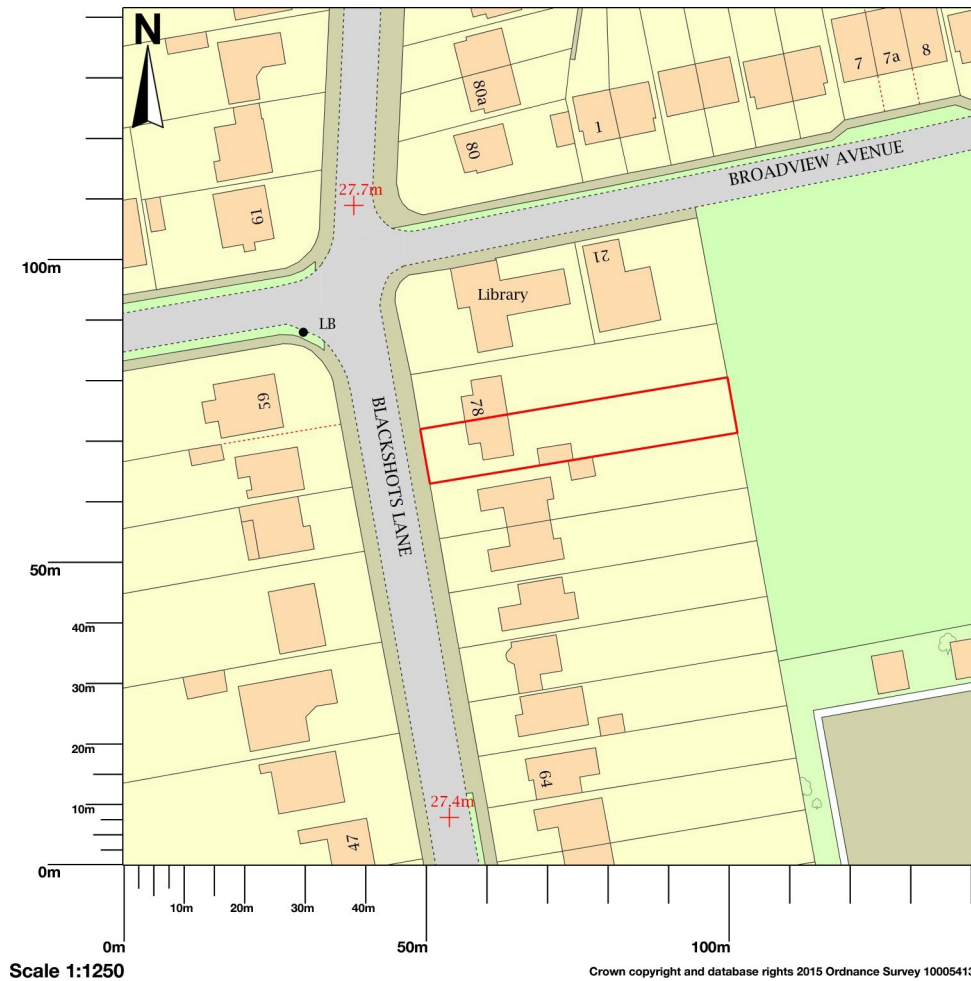 N
80a
80
1
7
7a
8
BROADVIEW AVENUE
27.7m
61
100m
Library
21
LB
59
78
BLACKSHOTS LANE
50m
40m
30m
20m
10m
0m
64
27.4m
47
10m
20m
30m
40m
0m
50m
100m
Scale 1:1250
Crown copyright and database rights 2015 Ordnance Survey 10005413